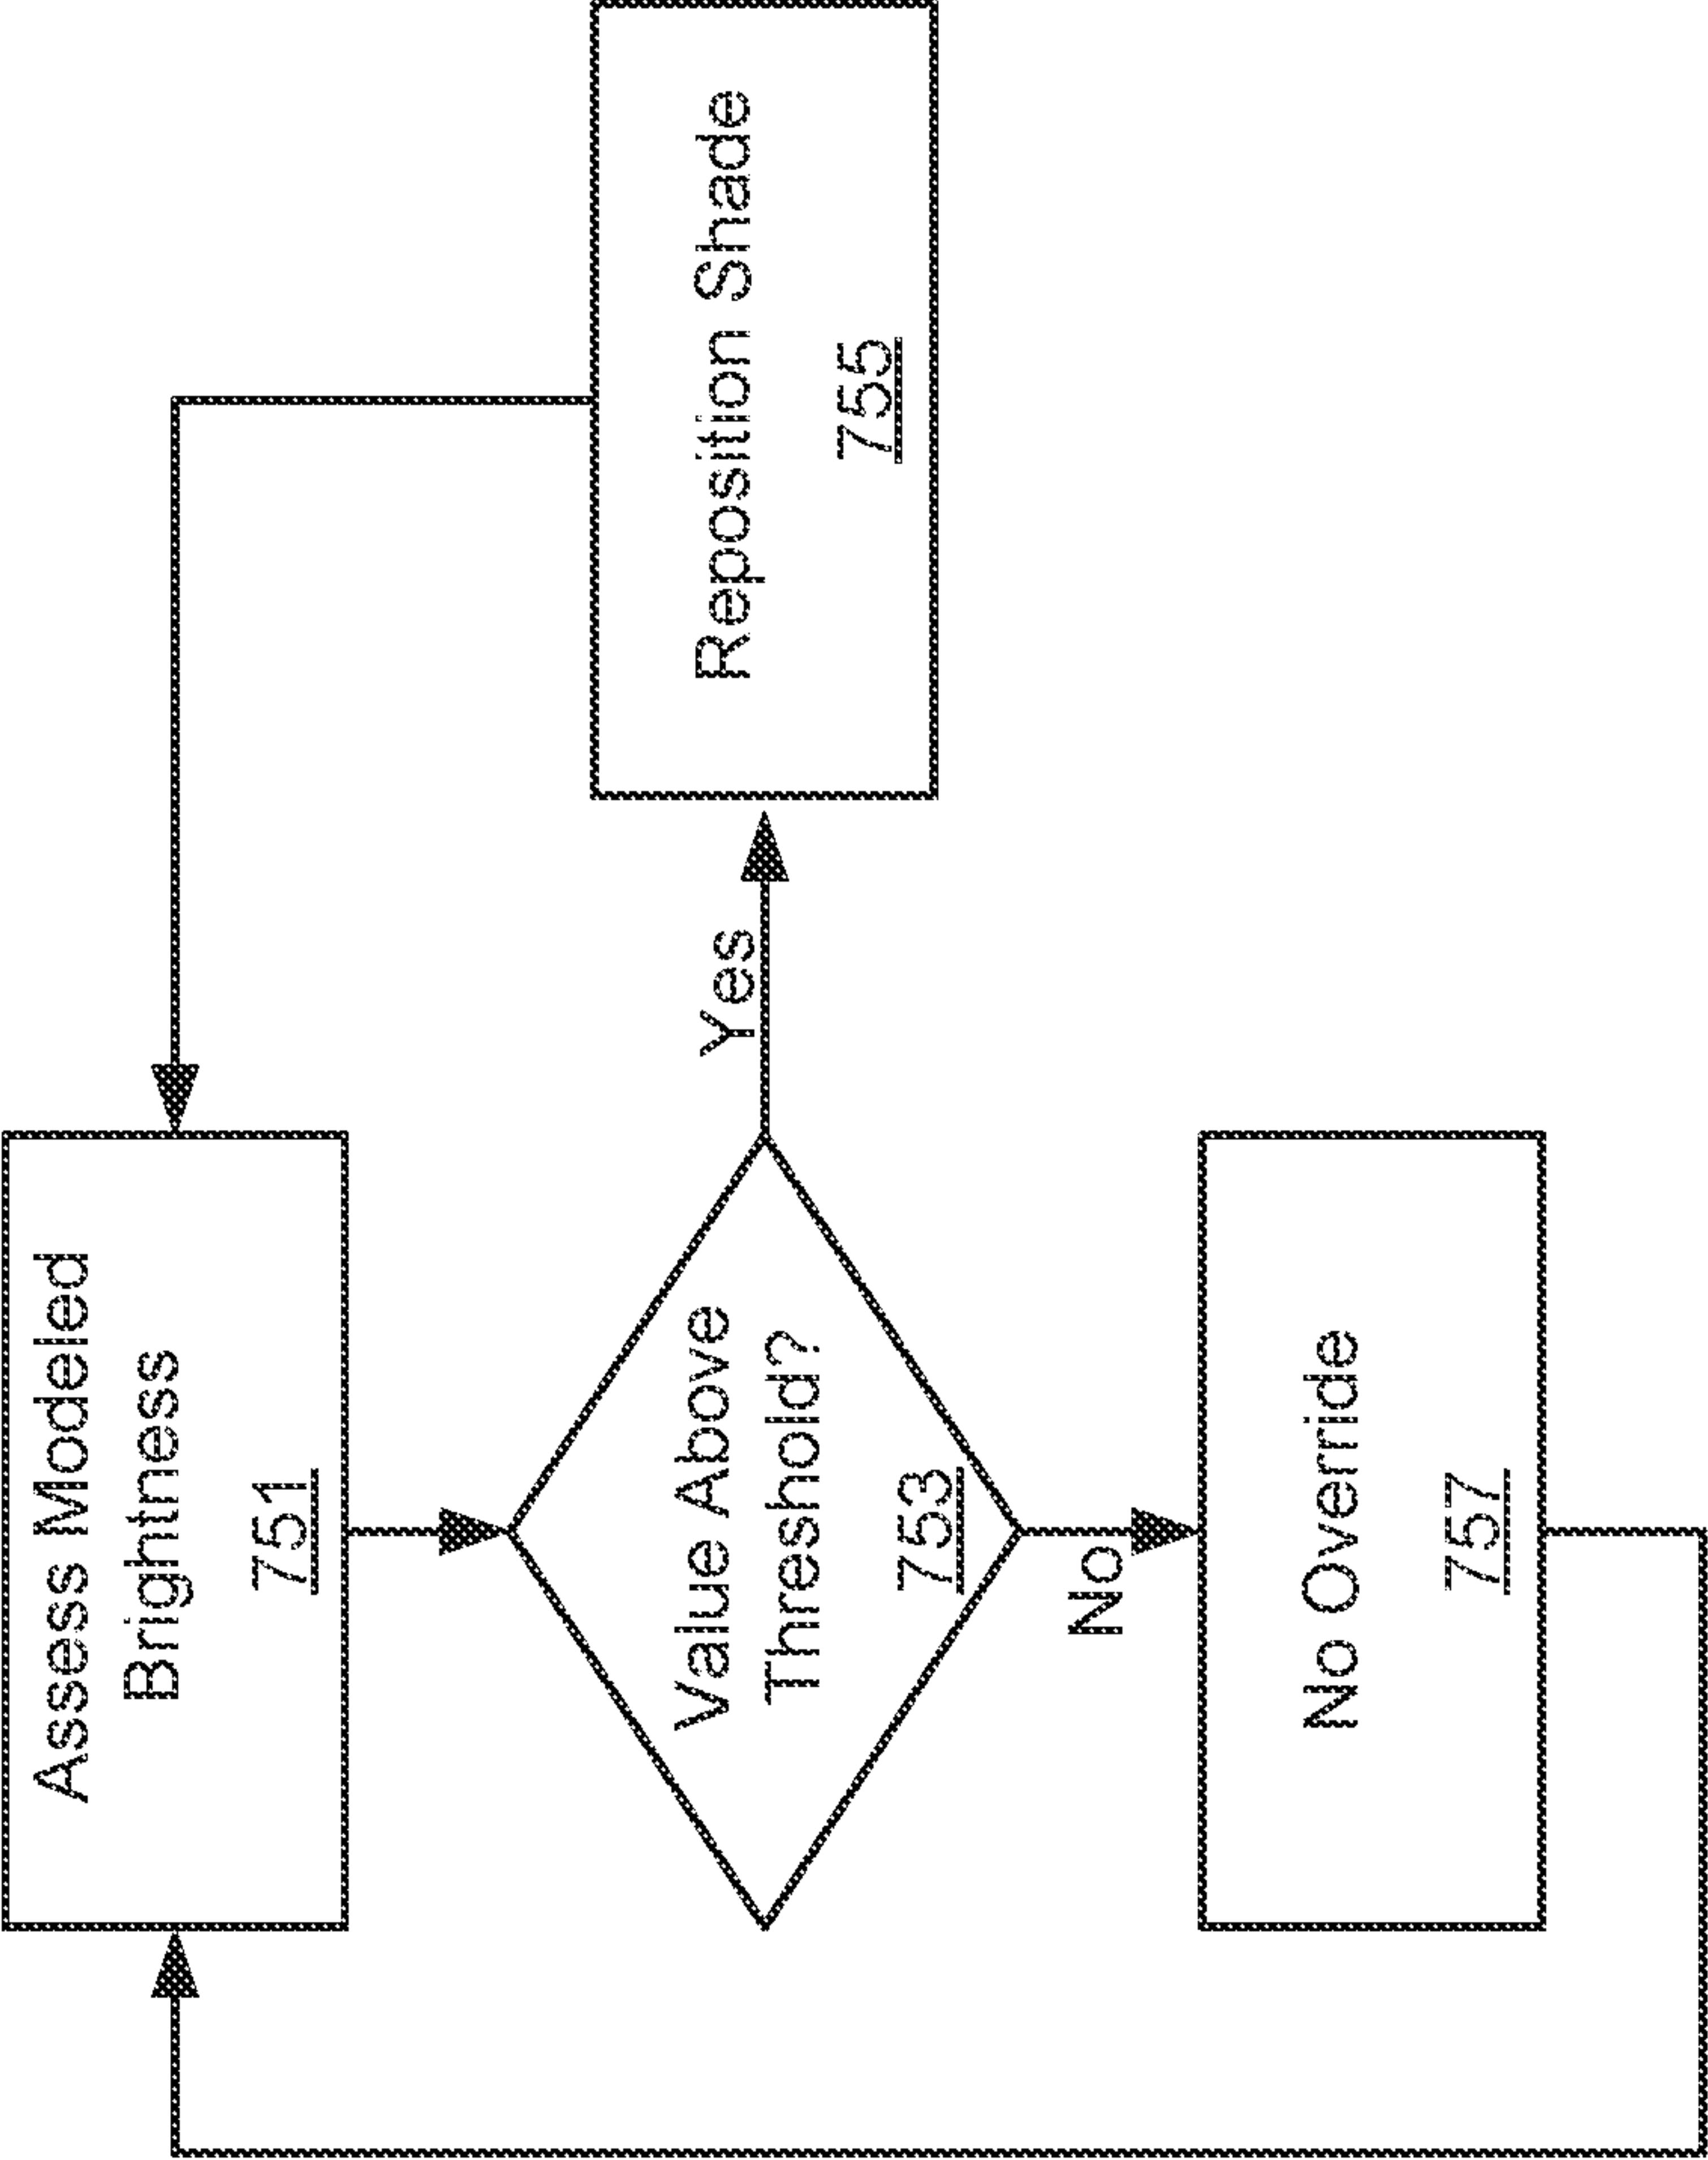 Assess Modeled
Brightness
751
Value Above
Threshold?
753
Yes
Reposition Shade
755
No
No Override
757